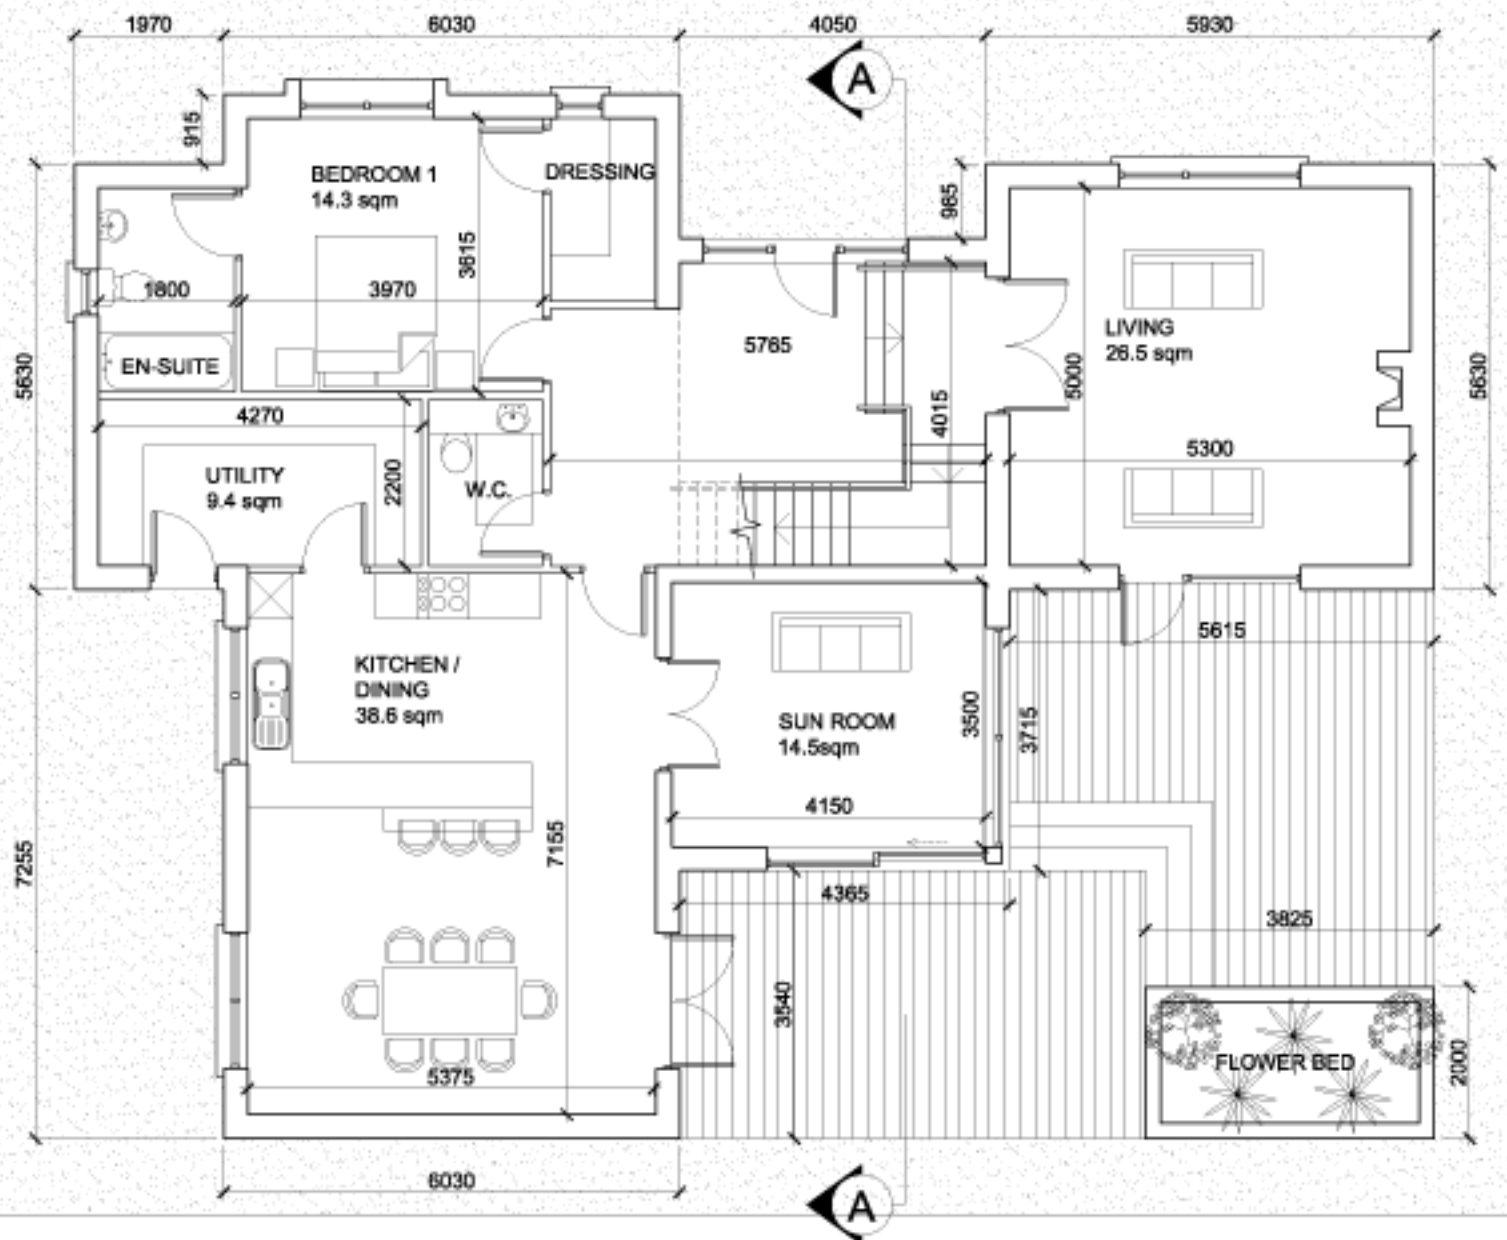 1970
6030
4050
5930
A
915
BEDROOM 1
14.3 sqm
DRESSING
985
3615
1800
3970
5765
LIVING
26.5 sqm
EN-SUITE
5630
5000
5630
4270
4015
5300
UTILITY
9.4 sqm
2200
W.C.
5615
KITCHEN /
DINING
38.6 sqm
SUN ROOM
14.5sqm
3500
3715
4150
7255
7155
4365
3825
3540
FLOWER BED
2000
5375
6030
A